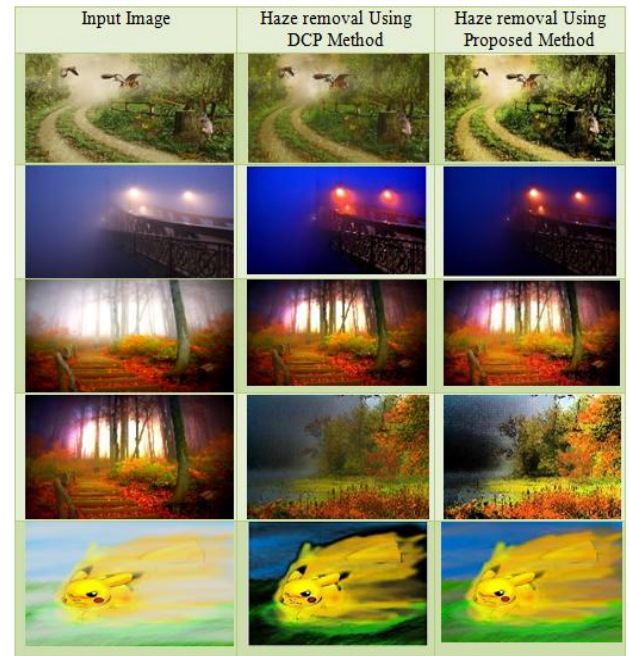 Input Image
Haze removal Using
DCP Method
Haze removal Using
Proposed Method